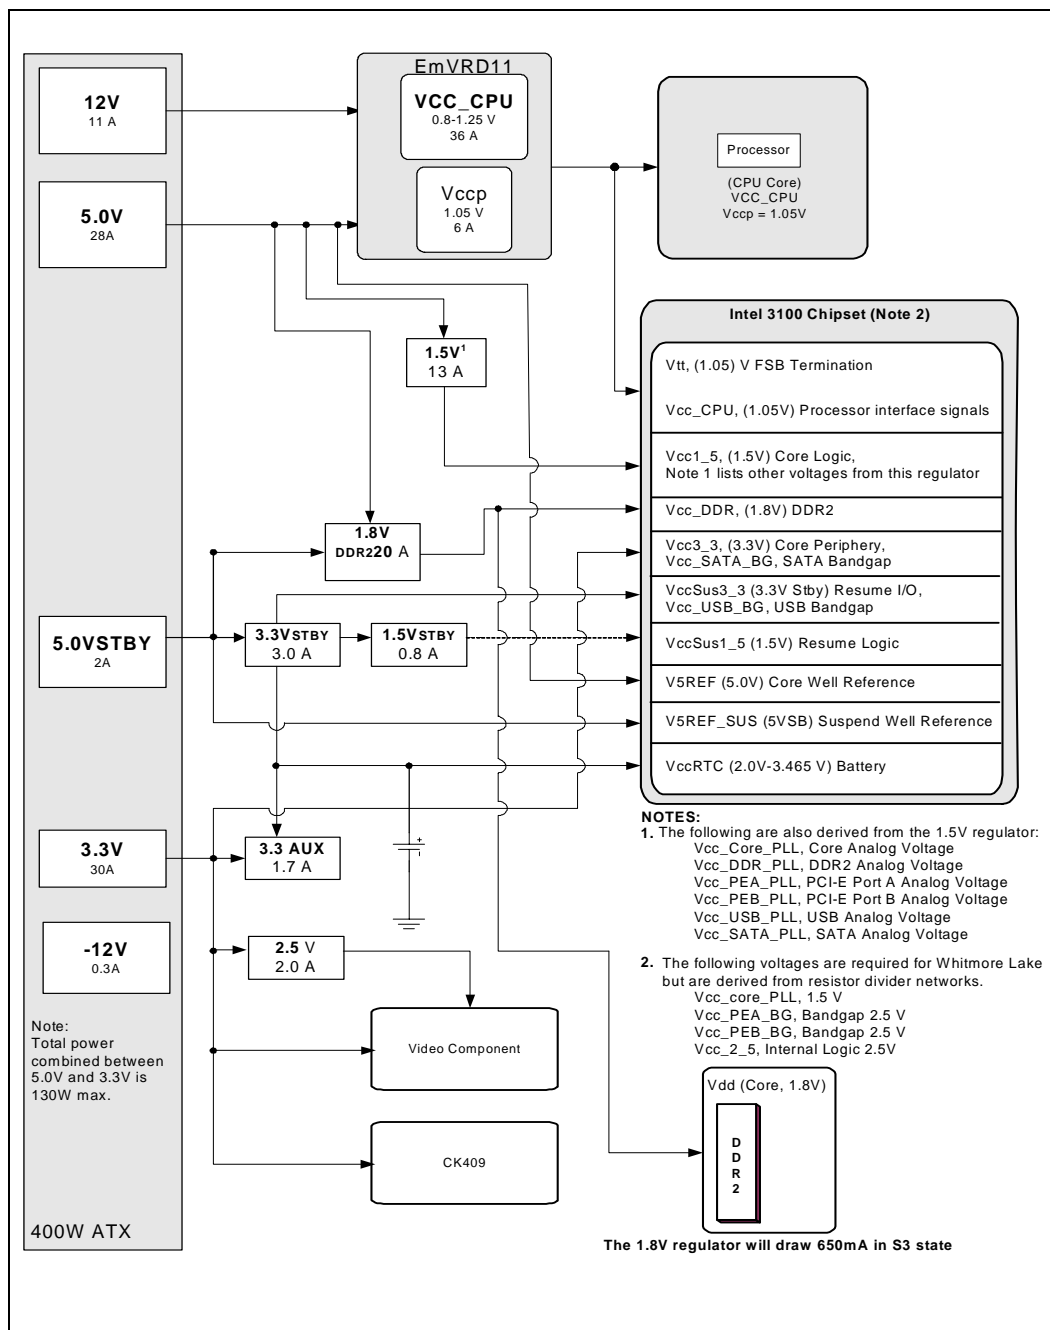 12V
11 A
5.0V
28A
5.0VSTBY
2A
3.3V
30A
-12V
0.3A
Note:
Total power
combined between
5.0V and 3.3V is
130W max.
400W ATX
EmVRD11
VCC_CPU
0.8-1.25 V
36 A
Vccp
1.05 V
6 A
Processor
(CPU Core)
VCC_CPU
Vccp = 1.05V
1.5V¹
13 A
1.8V
DDR220 A
3.3VSTBY
3.0 A
1.5VSTBY
0.8 A
3.3 AUX
1.7 A
+
-
2.5 V
2.0 A
Video Component
CK409
Intel 3100 Chipset (Note 2)
Vtt, (1.05) V FSB Termination
Vcc_CPU, (1.05V) Processor interface signals
Vcc1_5, (1.5V) Core Logic,
Note 1 lists other voltages from this regulator
Vcc_DDR, (1.8V) DDR2
Vcc3_3, (3.3V) Core Periphery,
Vcc_SATA_BG, SATA Bandgap
VccSus3_3 (3.3V Stby) Resume I/O,
Vcc_USB_BG, USB Bandgap
VccSus1_5 (1.5V) Resume Logic
V5REF (5.0V) Core Well Reference
V5REF_SUS (5VSB) Suspend Well Reference
VccRTC (2.0V-3.465 V) Battery
NOTES:
1. The following are also derived from the 1.5V regulator:
Vcc_Core_PLL, Core Analog Voltage
Vcc_DDR_PLL, DDR2 Analog Voltage
Vcc_PEA_PLL, PCI-E Port A Analog Voltage
Vcc_PEB_PLL, PCI-E Port B Analog Voltage
Vcc_USB_PLL, USB Analog Voltage
Vcc_SATA_PLL, SATA Analog Voltage
2. The following voltages are required for Whitmore Lake
but are derived from resistor divider networks.
Vcc_core_PLL, 1.5 V
Vcc_PEA_BG, Bandgap 2.5 V
Vcc_PEB_BG, Bandgap 2.5 V
Vcc_2_5, Internal Logic 2.5V
Vdd (Core, 1.8V)
D
D
R
2
The 1.8V regulator will draw 650mA in S3 state